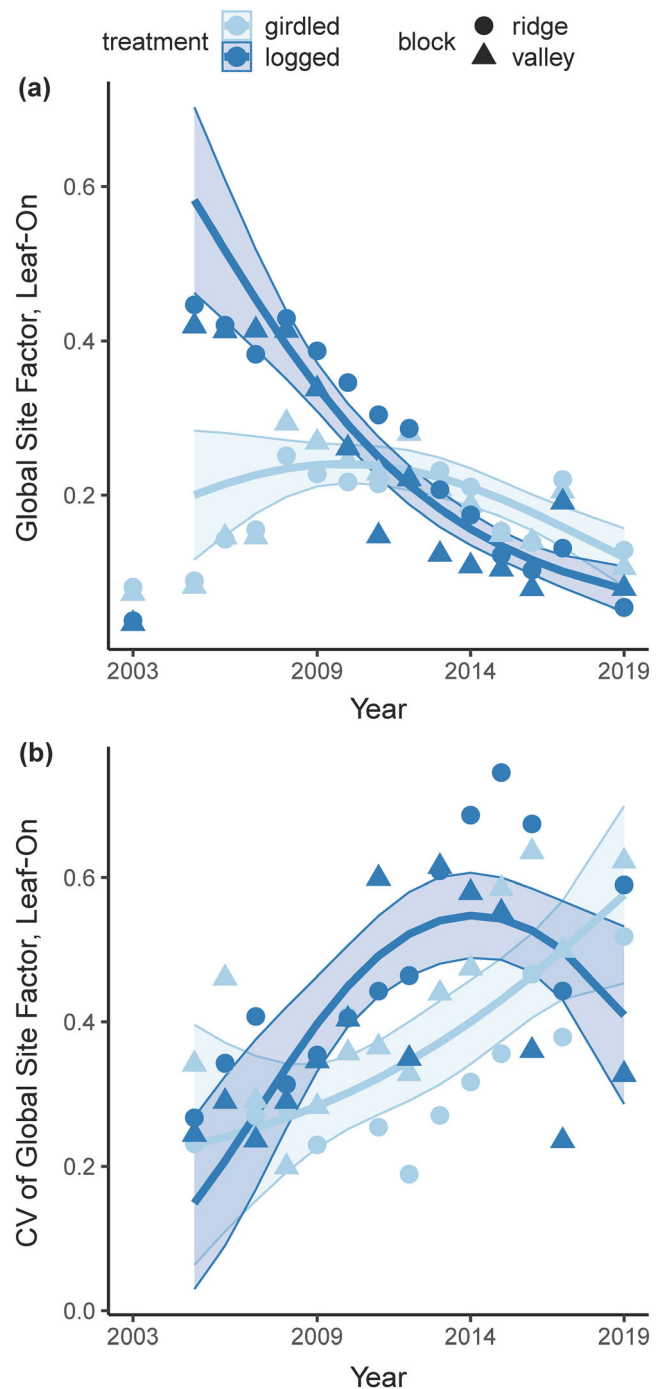 treatment girdled block ridge
logged valley
(a)
Global Site Factor, Leaf-On
0.6
0.4
0.2
2003 2009 2014 2019
Year
(b)
CV of Global Site Factor, Leaf-On
0.6
0.4
0.2
0.0
2003 2009 2014 2019
Year